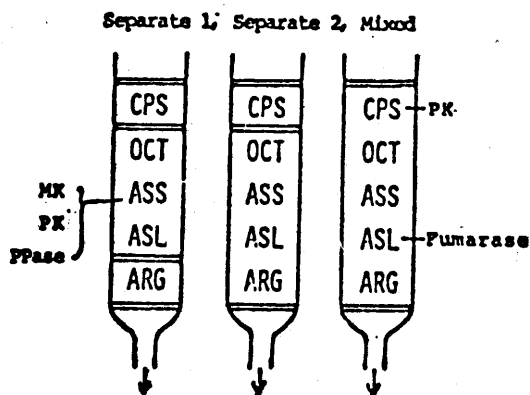 Separate 1, Separate 2, Mixed
CPS CPS CPS PK
OCT OCT OCT
MK ASS ASS ASS
PK
PPase ASL ASL ASL Fumarase
ARG ARG ARG